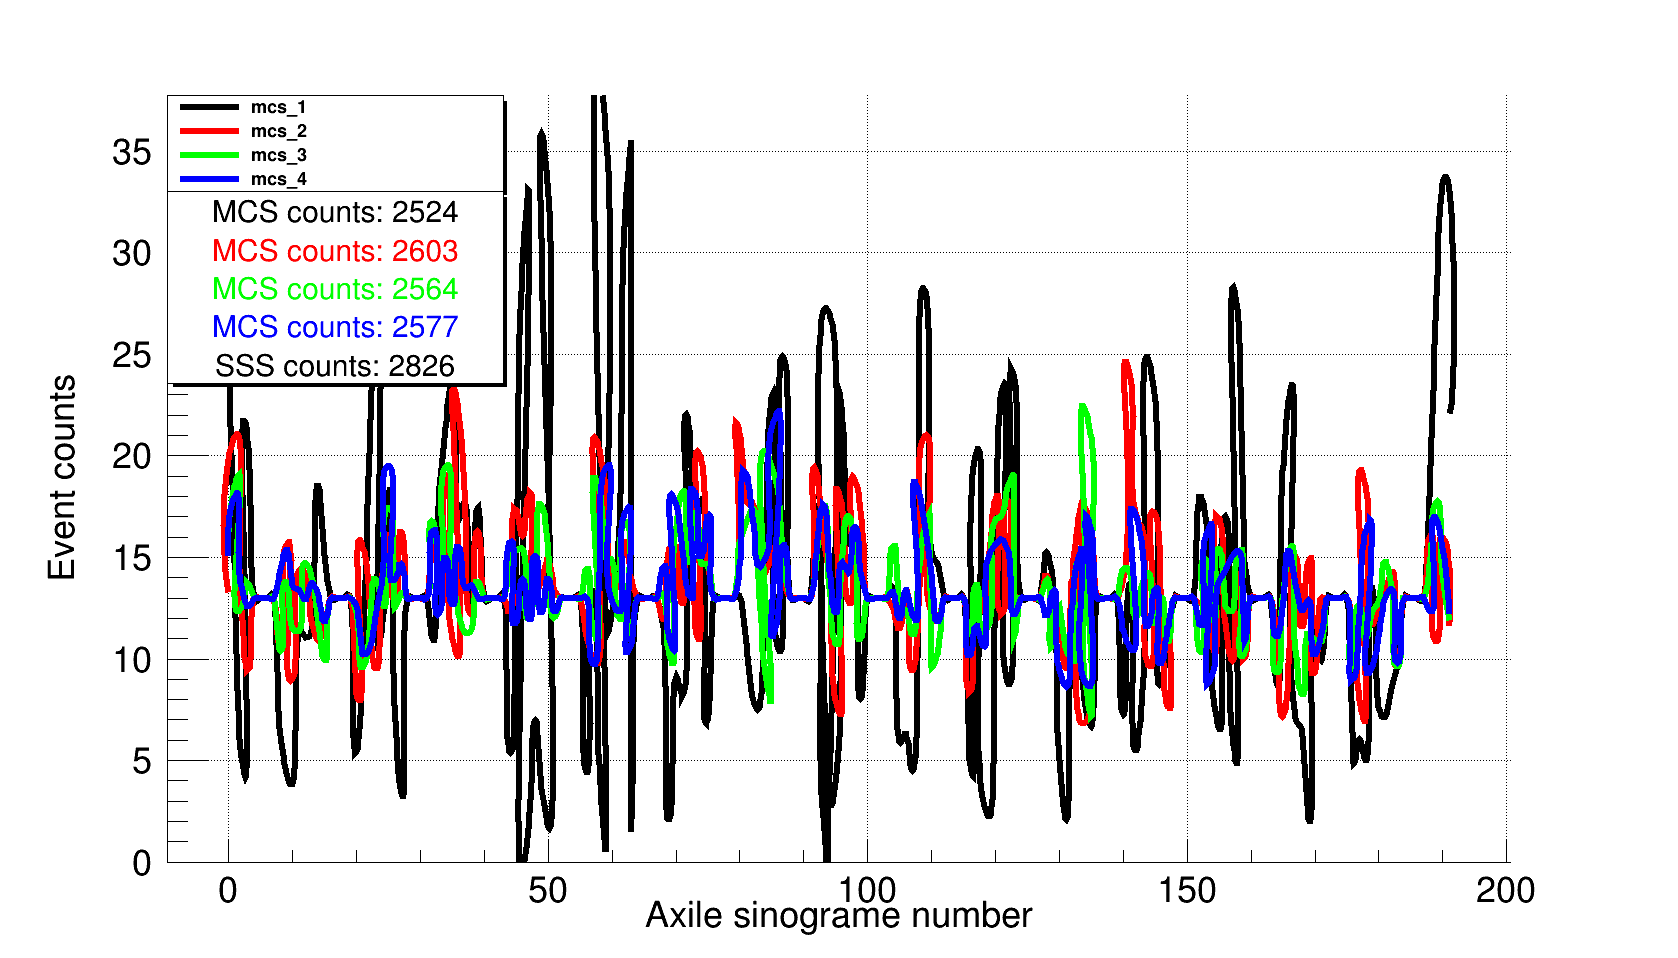 mcs_1
mcs_2
mcs_3
mcs_4
MCS counts: 2524
MCS counts: 2603
MCS counts: 2564
MCS counts: 2577
SSS counts: 2826
Event counts
35
30
25
20
15
10
5
0
0 50 100 150 200
Axile sinograme number